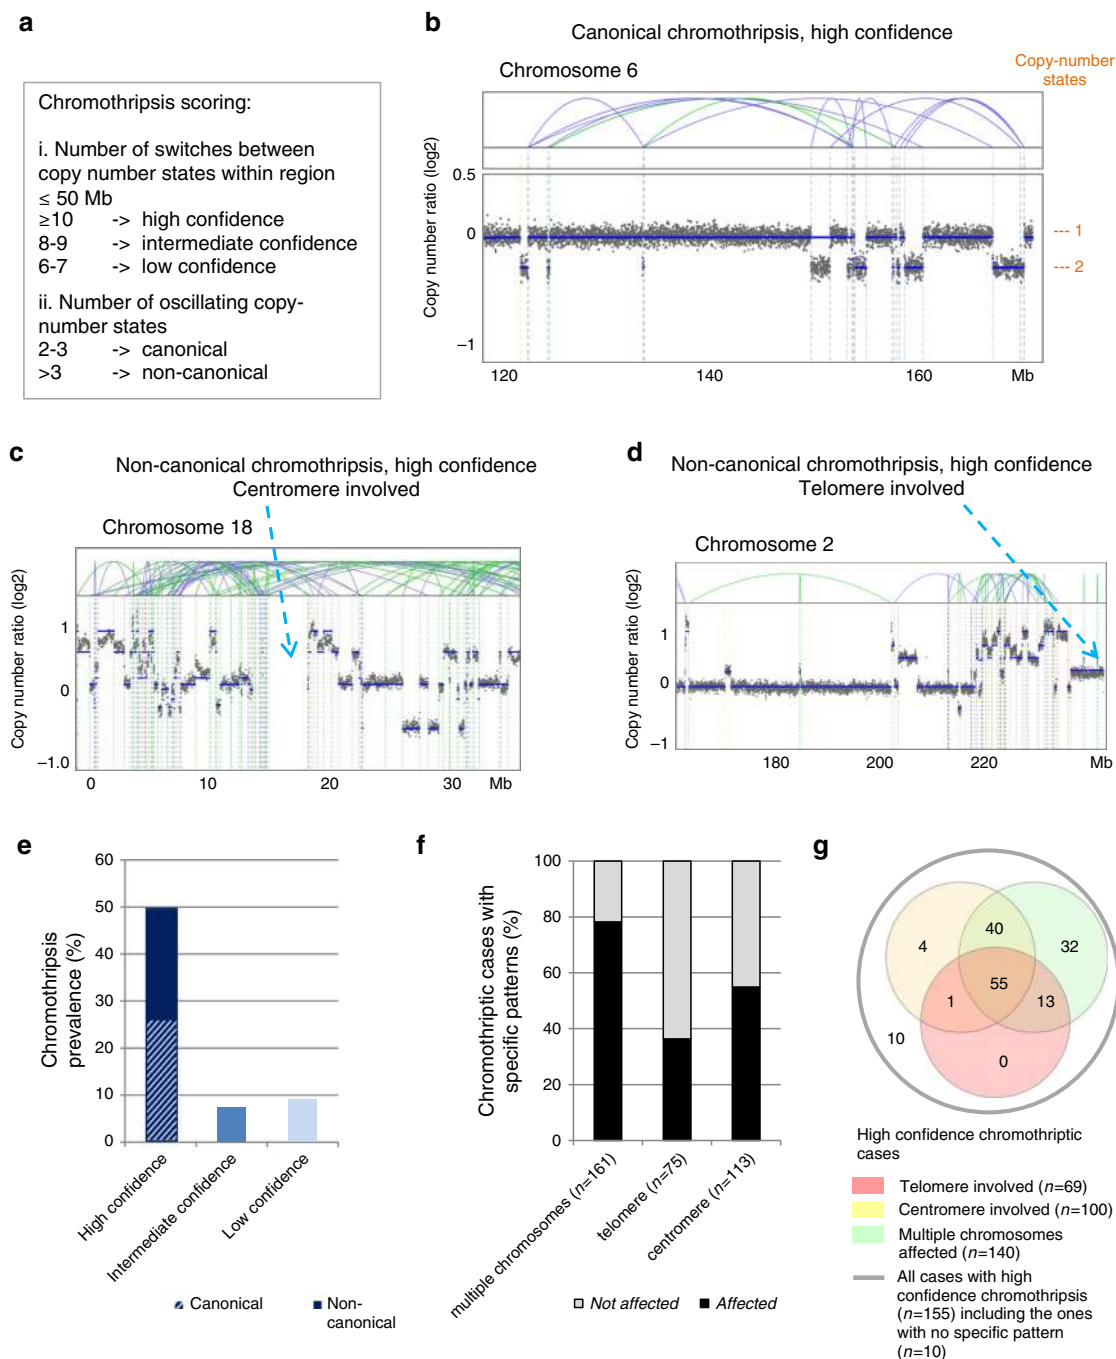 a
Chromothripsis scoring:
i. Number of switches between
copy number states within region
≤ 50 Mb
≥10 -> high confidence
8-9 -> intermediate confidence
6-7 -> low confidence
ii. Number of oscillating copy-
number states
2-3 -> canonical
>3 -> non-canonical
b
Canonical chromothripsis, high confidence
Chromosome 6
Copy-number
states
Copy number ratio (log2)
0.5
0
−1
--- 1
--- 2
120 140 160 Mb
c
Non-canonical chromothripsis, high confidence
Centromere involved
Chromosome 18
Copy number ratio (log2)
1
0
−1.0
0 10 20 30 Mb
d
Non-canonical chromothripsis, high confidence
Telomere involved
Chromosome 2
Copy number ratio (log2)
1
0
−1
180 200 220 Mb
e
Chromothripsis
prevalence (%)
60
50
40
30
20
10
0
High confidence
Intermediate confidence
Low confidence
Canonical
Non-
canonical
f
Chromothriptic cases with
specific patterns (%)
100
80
60
40
20
0
multiple chromosomes (n=161)
telomere (n=75)
centromere (n=113)
Not affected
Affected
g
4
40
32
55
1
13
10
0
High confidence chromothriptic
cases
Telomere involved (n=69)
Centromere involved (n=100)
Multiple chromosomes
affected (n=140)
All cases with high
confidence chromothripsis
(n=155) including the ones
with no specific pattern
(n=10)